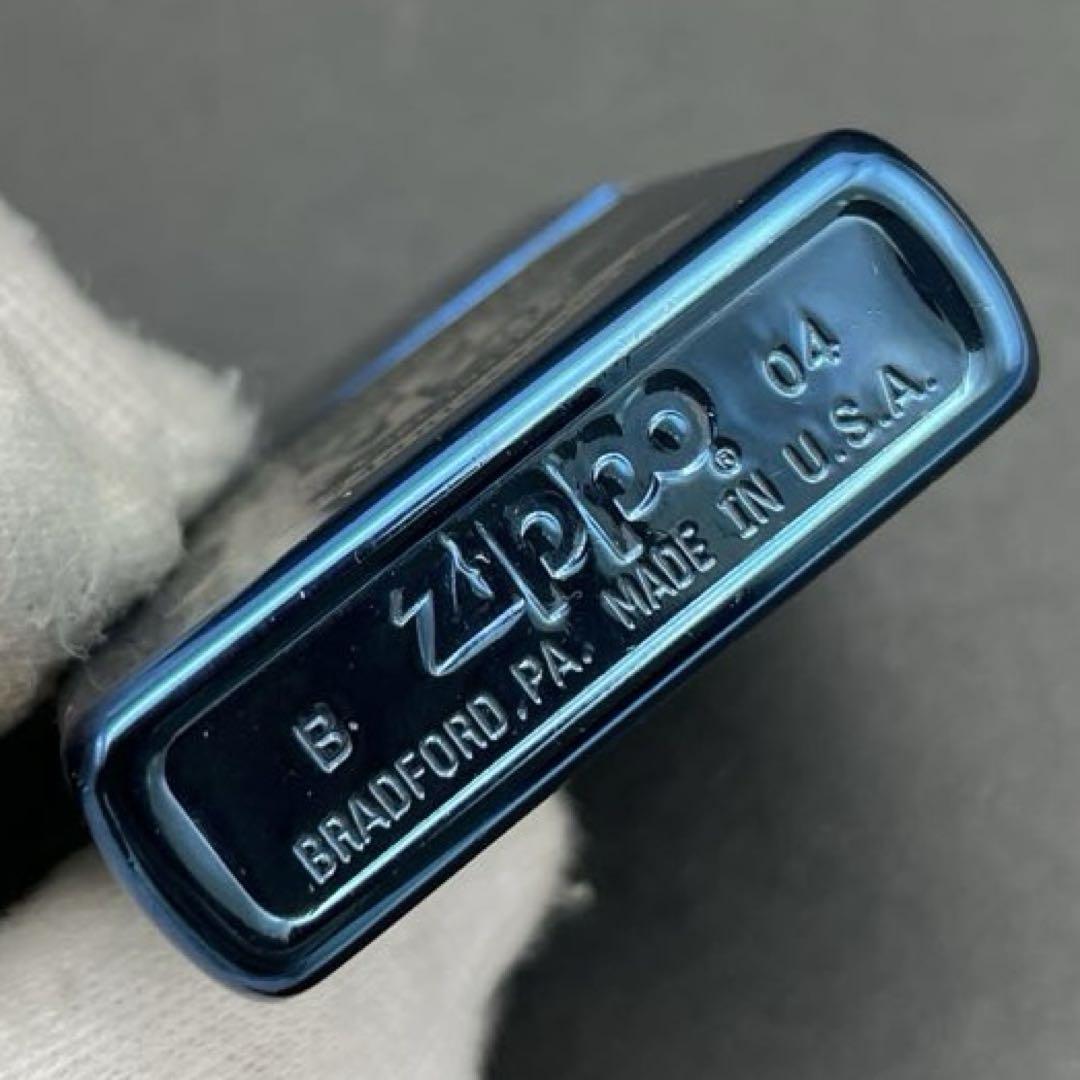 B. Zippo® 04
BRADFORD, PA. MADE IN U.S.A.